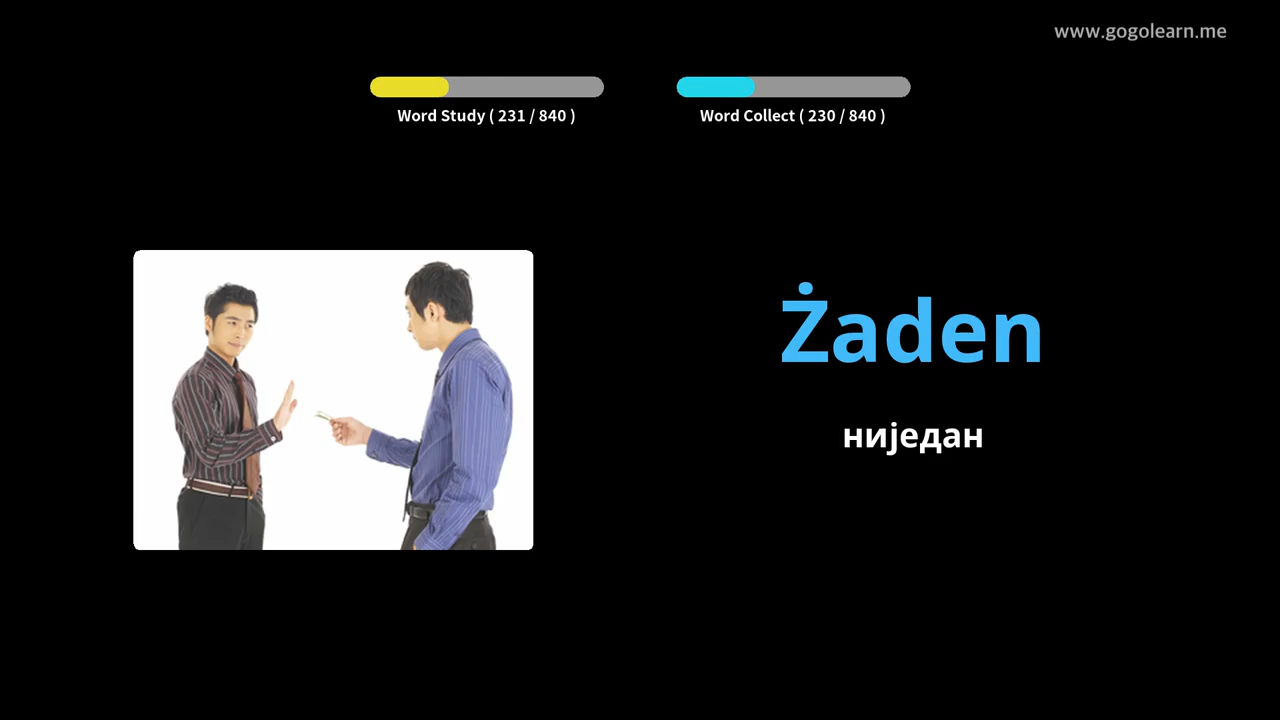 www.gogolearn.me
Word Study ( 231 / 840 )
Word Collect ( 230 / 840 )
Żaden
ниједан